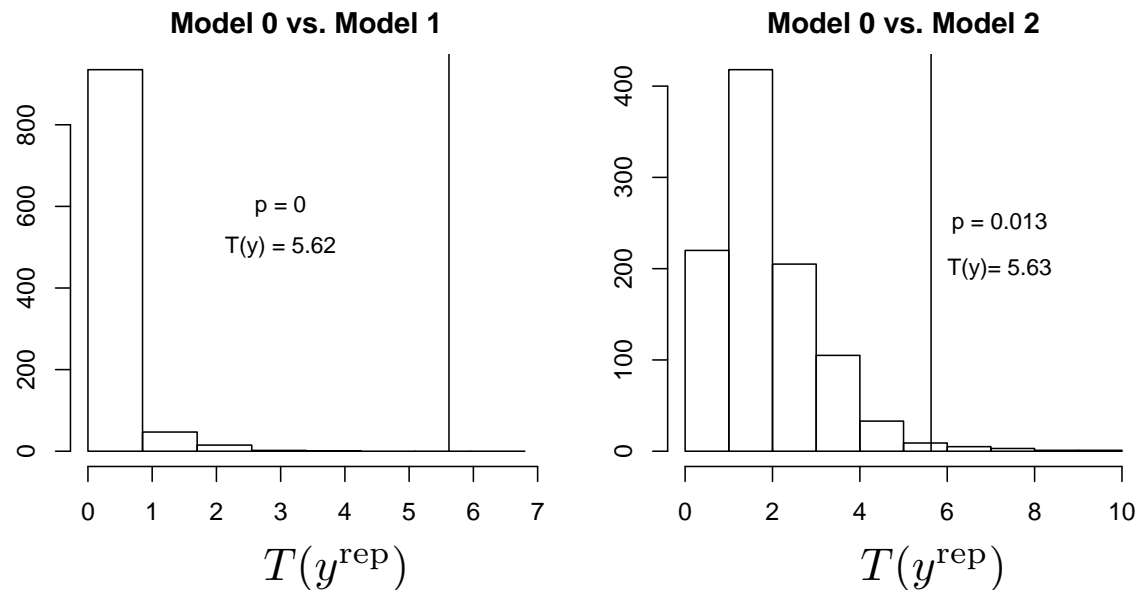 Model 0 vs. Model 1
800
600
400
200
0
p = 0
T(y) = 5.62
0 1 2 3 4 5 6 7
T(y^rep)
Model 0 vs. Model 2
400
300
200
100
0
p = 0.013
T(y)= 5.63
0 2 4 6 8 10
T(y^rep)